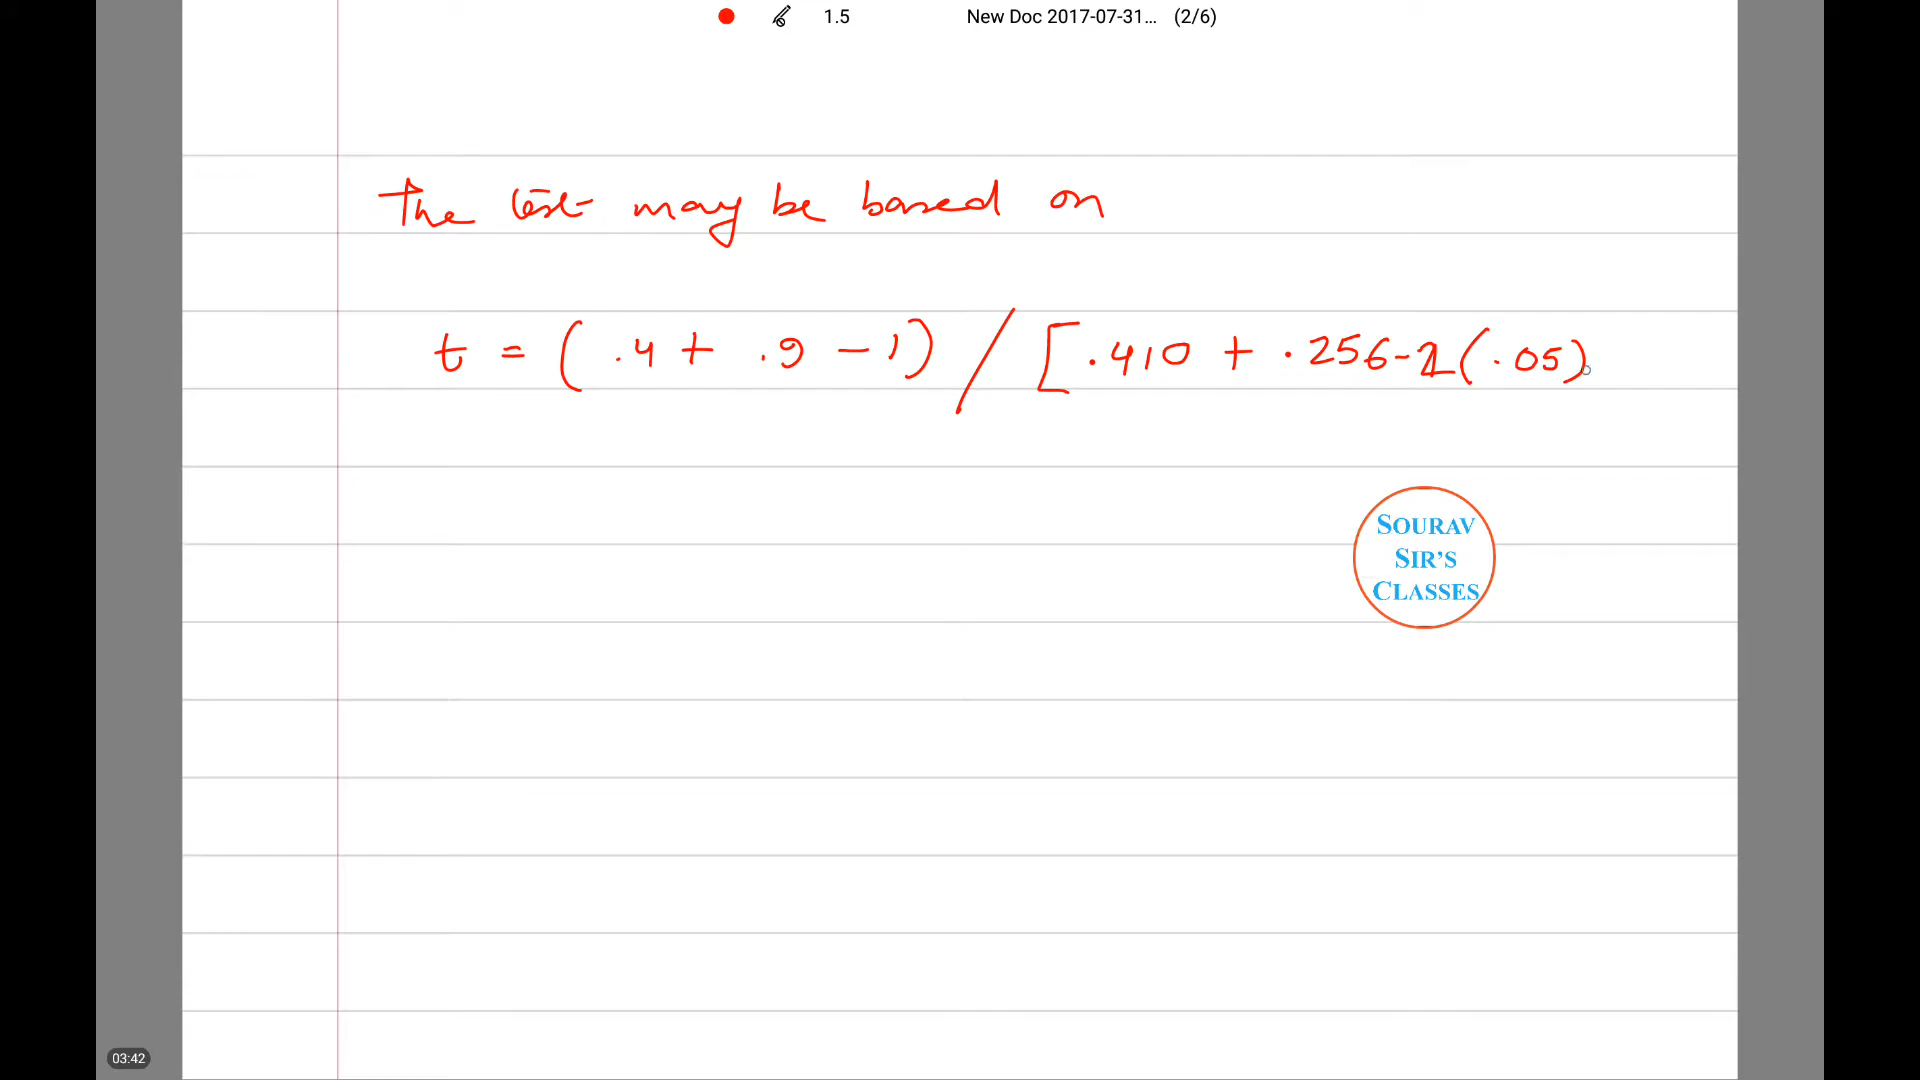 1.5 New Doc 2017-07-31... (2/6)
The test may be based on
t = ( .4 + .9 - 1) / [ .410 + .256-2(.05)
SOURAV
SIR'S
CLASSES
03:42